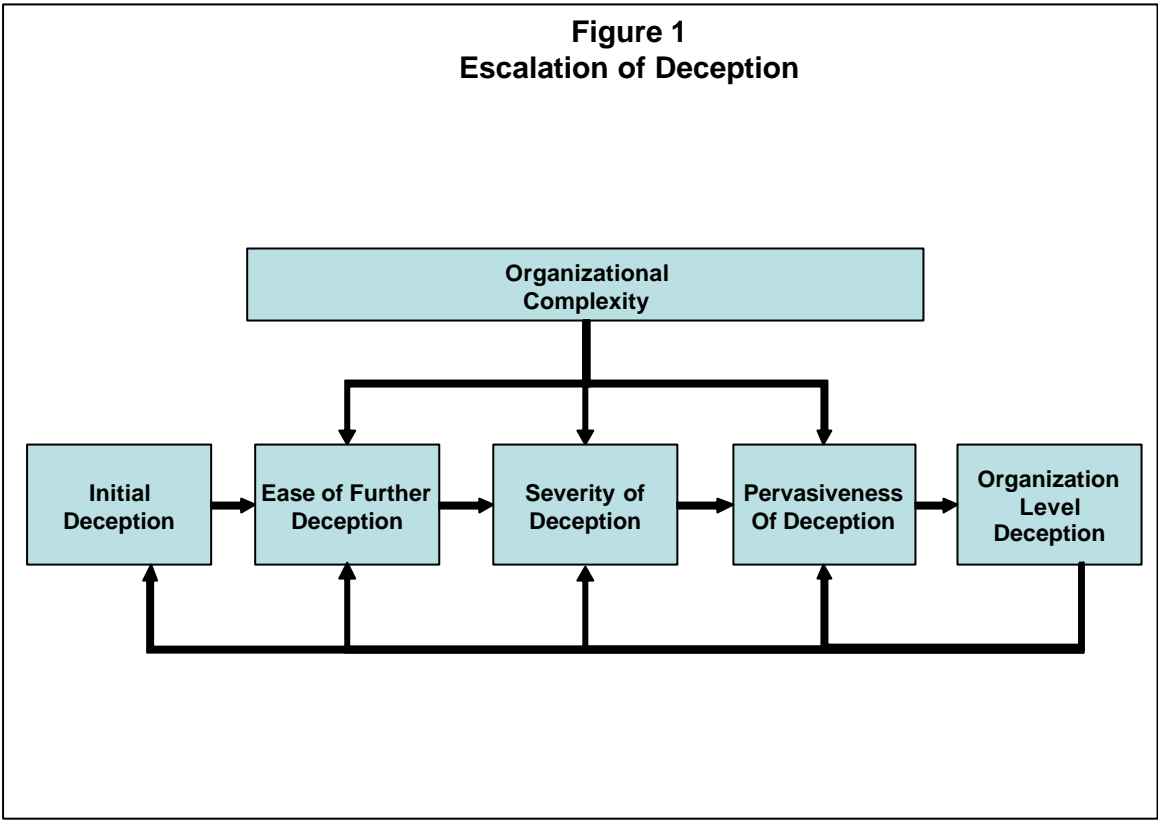 Figure 1
Escalation of Deception
Organizational
Complexity
Initial
Deception
Ease of Further
Deception
Severity of
Deception
Pervasiveness
Of Deception
Organization
Level
Deception